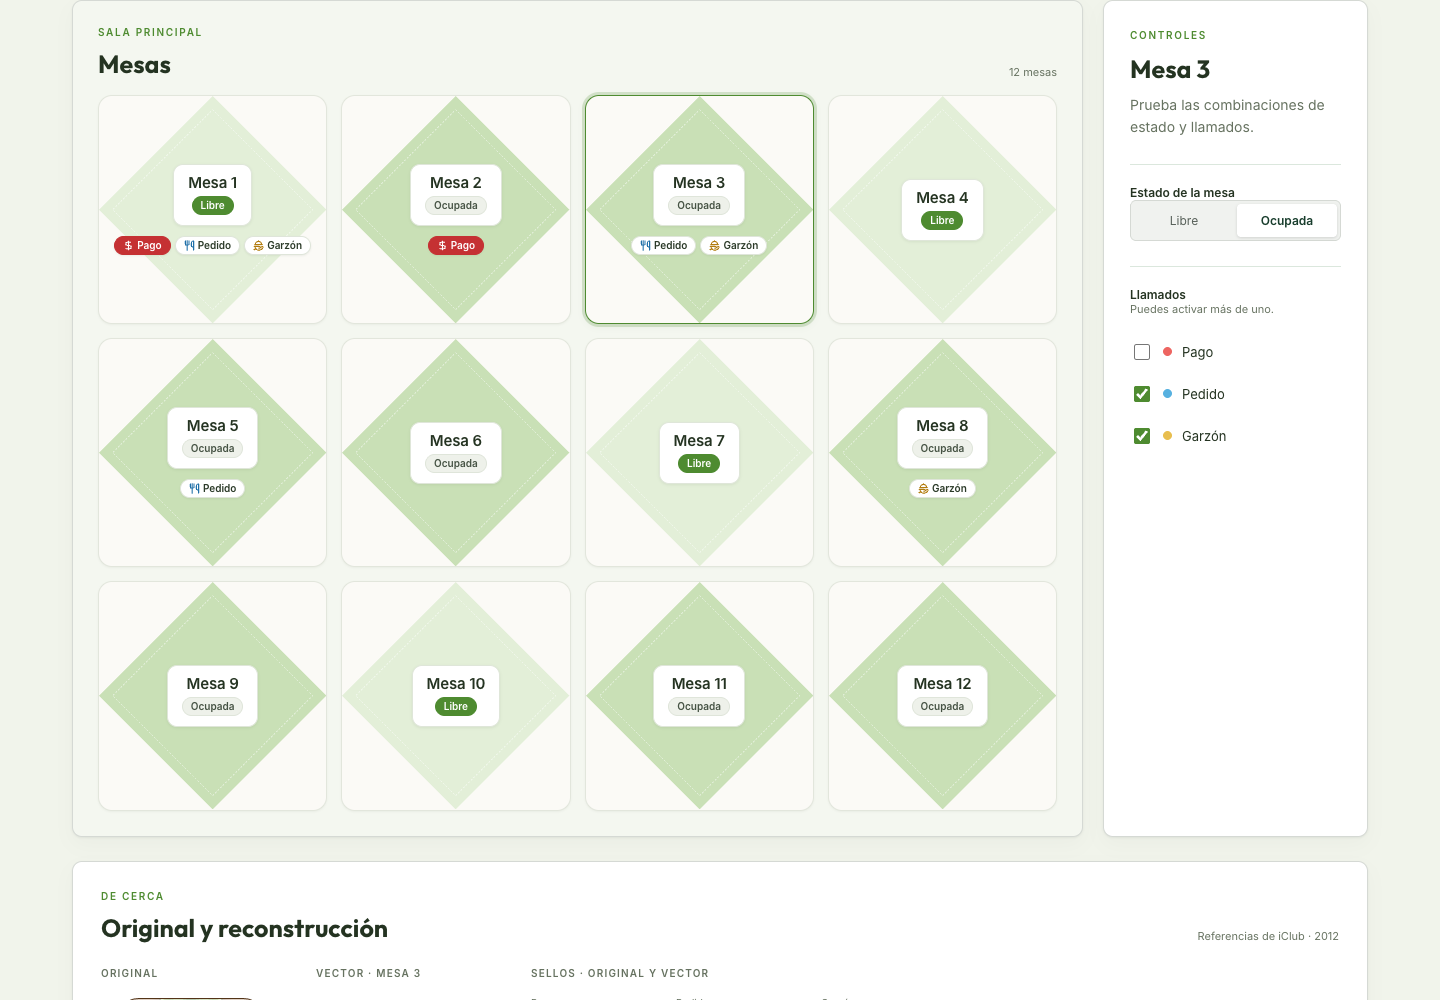 SALA PRINCIPAL
Mesas
12 mesas
Mesa 1
Libre
Pago
Pedido
Garzón
Mesa 2
Ocupada
Pago
Mesa 3
Ocupada
Pedido
Garzón
Mesa 4
Libre
Mesa 5
Ocupada
Pedido
Mesa 6
Ocupada
Mesa 7
Libre
Mesa 8
Ocupada
Garzón
Mesa 9
Ocupada
Mesa 10
Libre
Mesa 11
Ocupada
Mesa 12
Ocupada
CONTROLES
Mesa 3
Prueba las combinaciones de
estado y llamados.
Estado de la mesa
Libre
Ocupada
Llamados
Puedes activar más de uno.
Pago
Pedido
Garzón
DE CERCA
Original y reconstrucción
Referencias de iClub · 2012
ORIGINAL
VECTOR · MESA 3
SELLOS · ORIGINAL Y VECTOR